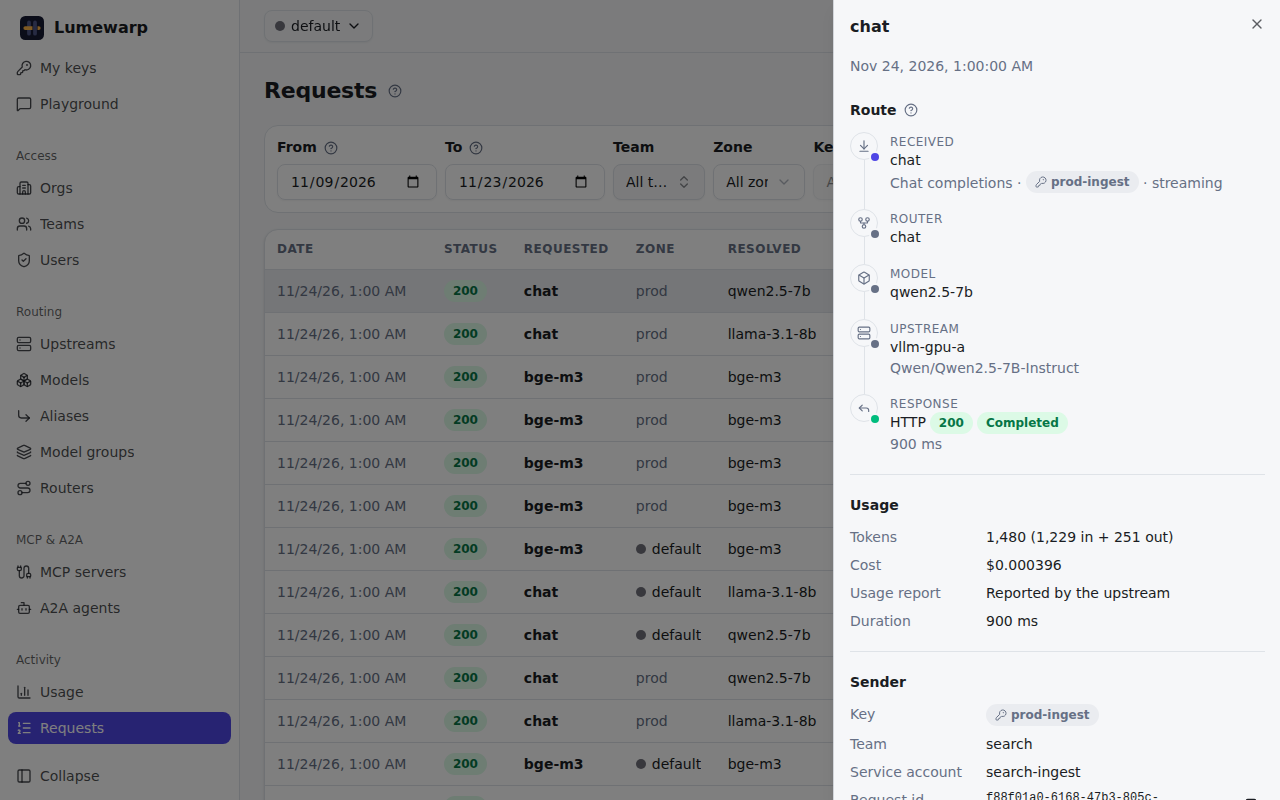 Lumewarp
My keys
Playground
Access
Orgs
Teams
Users
Routing
Upstreams
Models
Aliases
Model groups
Routers
MCP & A2A
MCP servers
A2A agents
Activity
Usage
Requests
Collapse
default
Requests
From To Team Zone Ke
11/09/2026 11/23/2026 All t... All zor A
DATE STATUS REQUESTED ZONE RESOLVED
11/24/26, 1:00 AM 200 chat prod qwen2.5-7b
11/24/26, 1:00 AM 200 chat prod llama-3.1-8b
11/24/26, 1:00 AM 200 bge-m3 prod bge-m3
11/24/26, 1:00 AM 200 bge-m3 prod bge-m3
11/24/26, 1:00 AM 200 bge-m3 prod bge-m3
11/24/26, 1:00 AM 200 bge-m3 prod bge-m3
11/24/26, 1:00 AM 200 bge-m3 default bge-m3
11/24/26, 1:00 AM 200 chat default llama-3.1-8b
11/24/26, 1:00 AM 200 chat default qwen2.5-7b
11/24/26, 1:00 AM 200 chat prod qwen2.5-7b
11/24/26, 1:00 AM 200 chat prod llama-3.1-8b
11/24/26, 1:00 AM 200 bge-m3 default bge-m3
chat
Nov 24, 2026, 1:00:00 AM
Route
RECEIVED
chat
Chat completions · prod-ingest · streaming
ROUTER
chat
MODEL
qwen2.5-7b
UPSTREAM
vllm-gpu-a
Qwen/Qwen2.5-7B-Instruct
RESPONSE
HTTP 200 Completed
900 ms
Usage
Tokens 1,480 (1,229 in + 251 out)
Cost $0.000396
Usage report Reported by the upstream
Duration 900 ms
Sender
Key prod-ingest
Team search
Service account search-ingest
Request id f88f01a0-6168-47b3-805c-